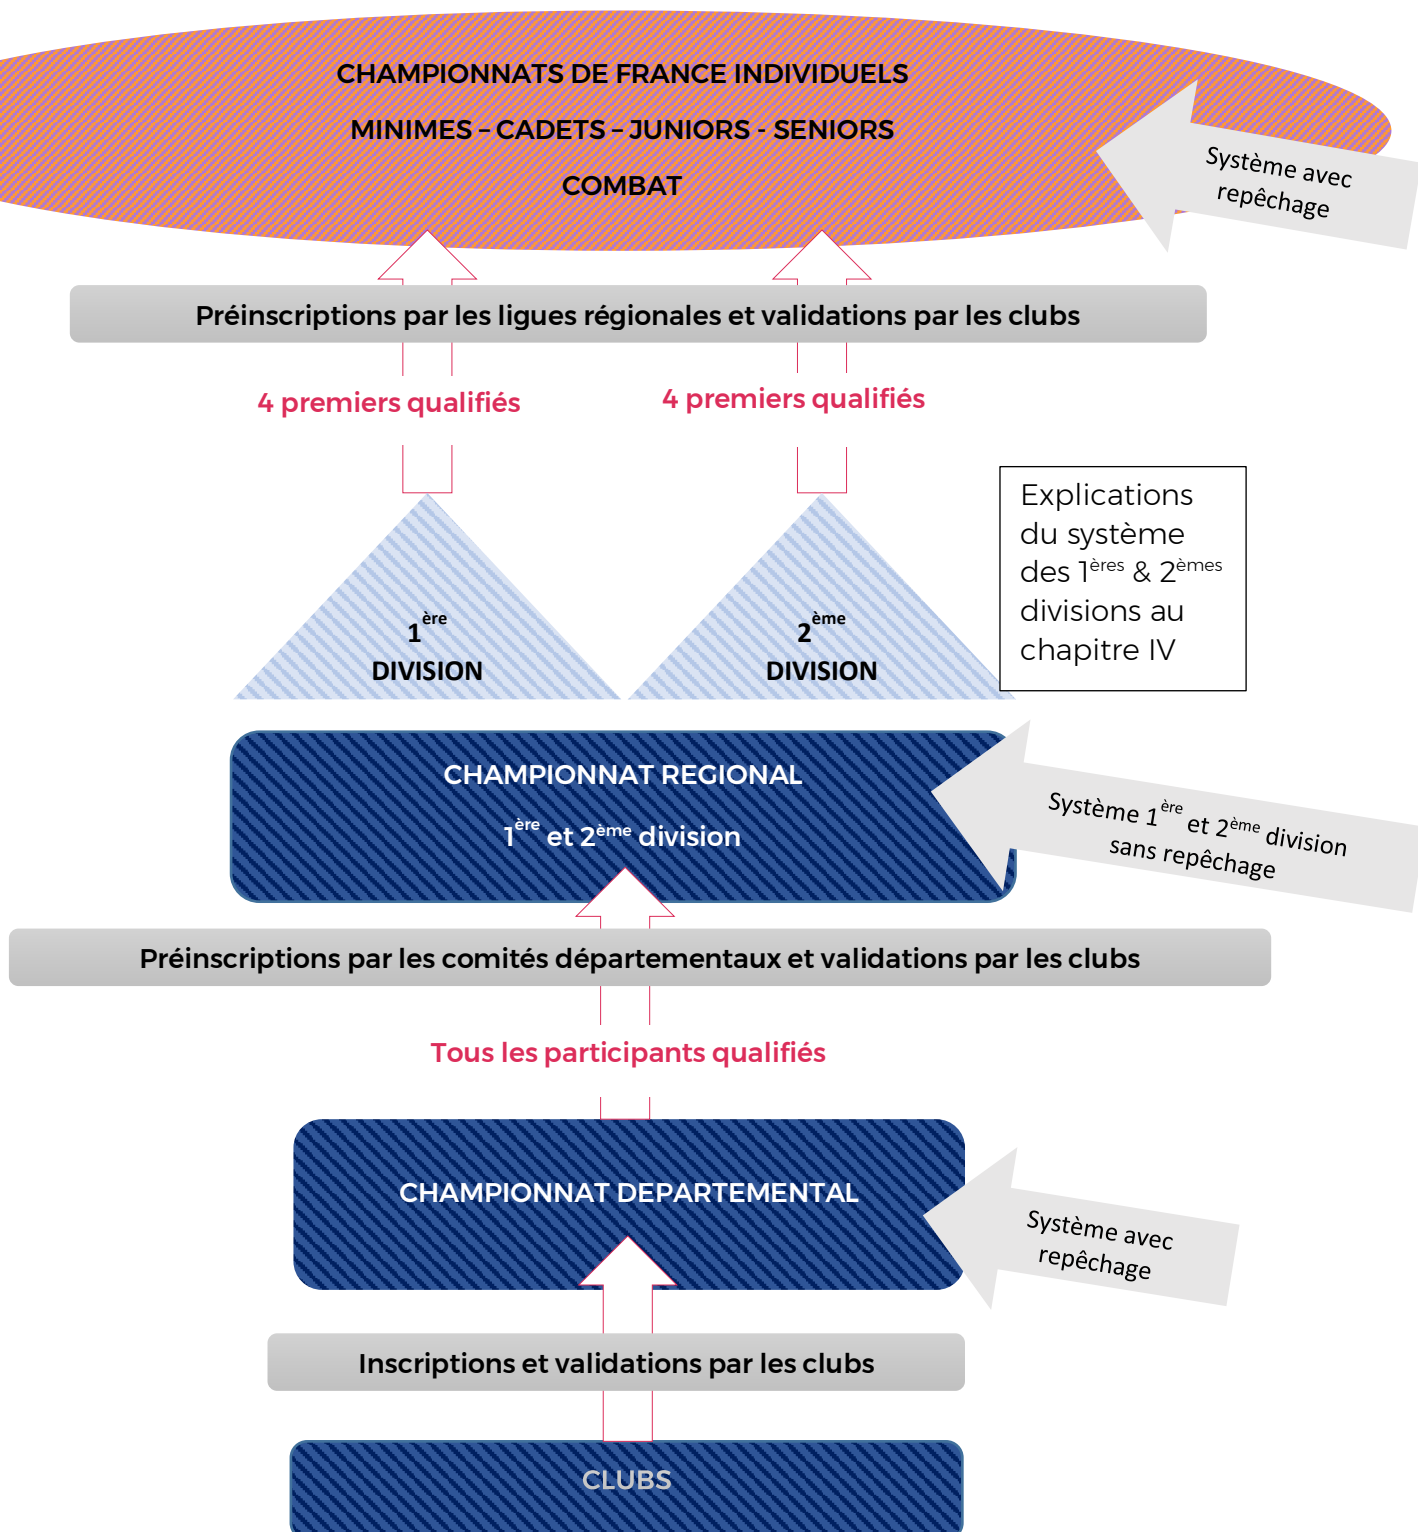 CHAMPIONNATS DE FRANCE INDIVIDUELS
MINIMES – CADETS – JUNIORS - SENIORS
COMBAT
Système avec
repêchage
Préinscriptions par les ligues régionales et validations par les clubs
4 premiers qualifiés
4 premiers qualifiés
Explications
du système
des 1ères & 2èmes
divisions au
chapitre IV
1ère
DIVISION
2ème
DIVISION
CHAMPIONNAT REGIONAL
1ère et 2ème division
Système 1ère et 2ème division
sans repêchage
Préinscriptions par les comités départementaux et validations par les clubs
Tous les participants qualifiés
CHAMPIONNAT DEPARTEMENTAL
Système avec
repêchage
Inscriptions et validations par les clubs
CLUBS